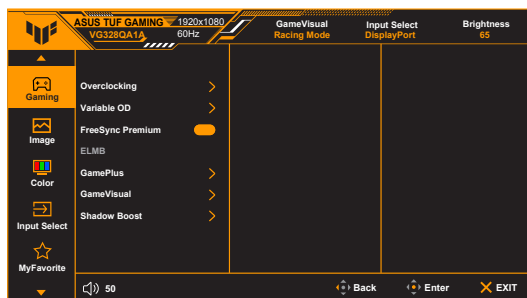 ASUS TUF GAMING 1920x1080
VG328QA1A 60Hz
GameVisual
Racing Mode
Input Select
DisplayPort
Brightness
65
Gaming
Image
Color
Input Select
MyFavorite
Overclocking
Variable OD
FreeSync Premium
ELMB
GamePlus
GameVisual
Shadow Boost
50
Back
Enter
EXIT